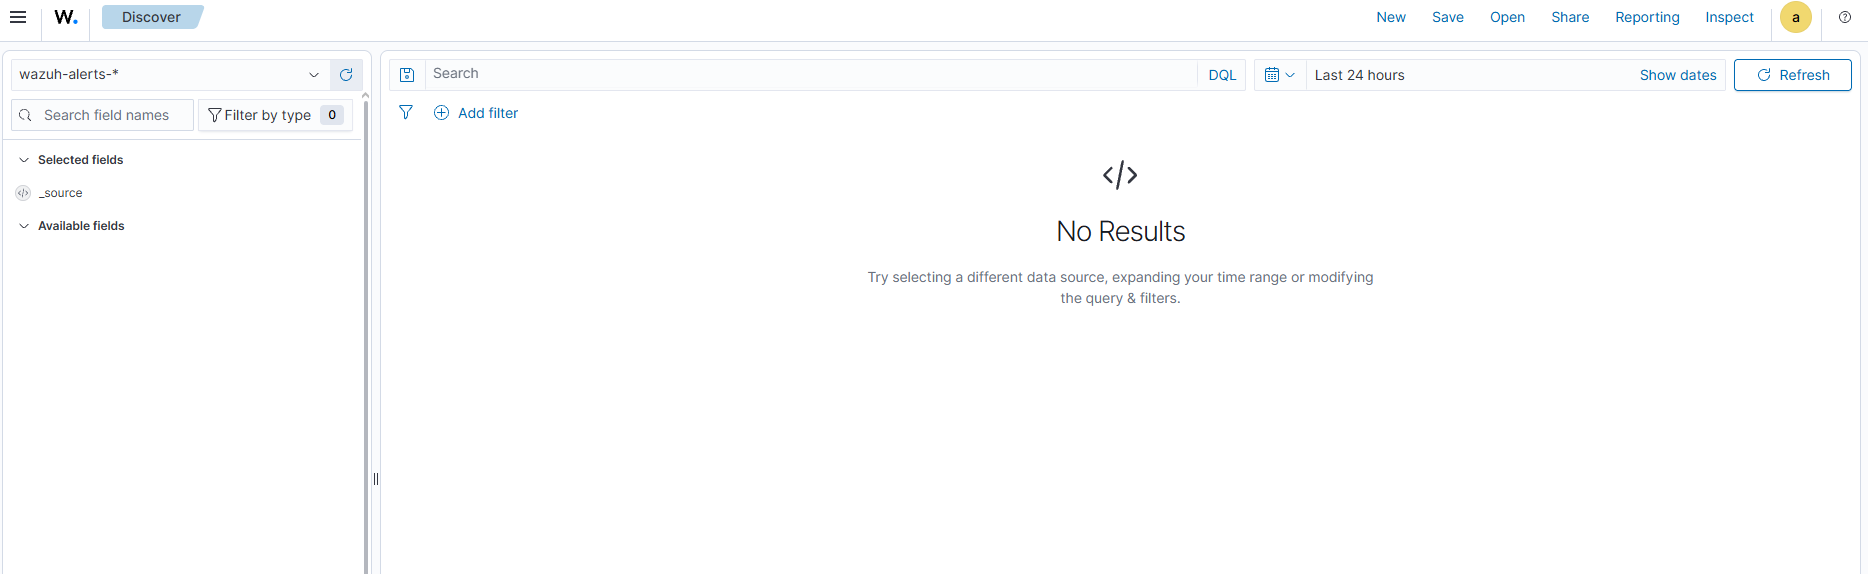 W. Discover New Save Open Share Reporting Inspect a
wazuh-alerts-*
Search DQL Last 24 hours Show dates Refresh
Search field names Filter by type 0
Add filter
Selected fields
_source
Available fields
No Results
Try selecting a different data source, expanding your time range or modifying
the query & filters.